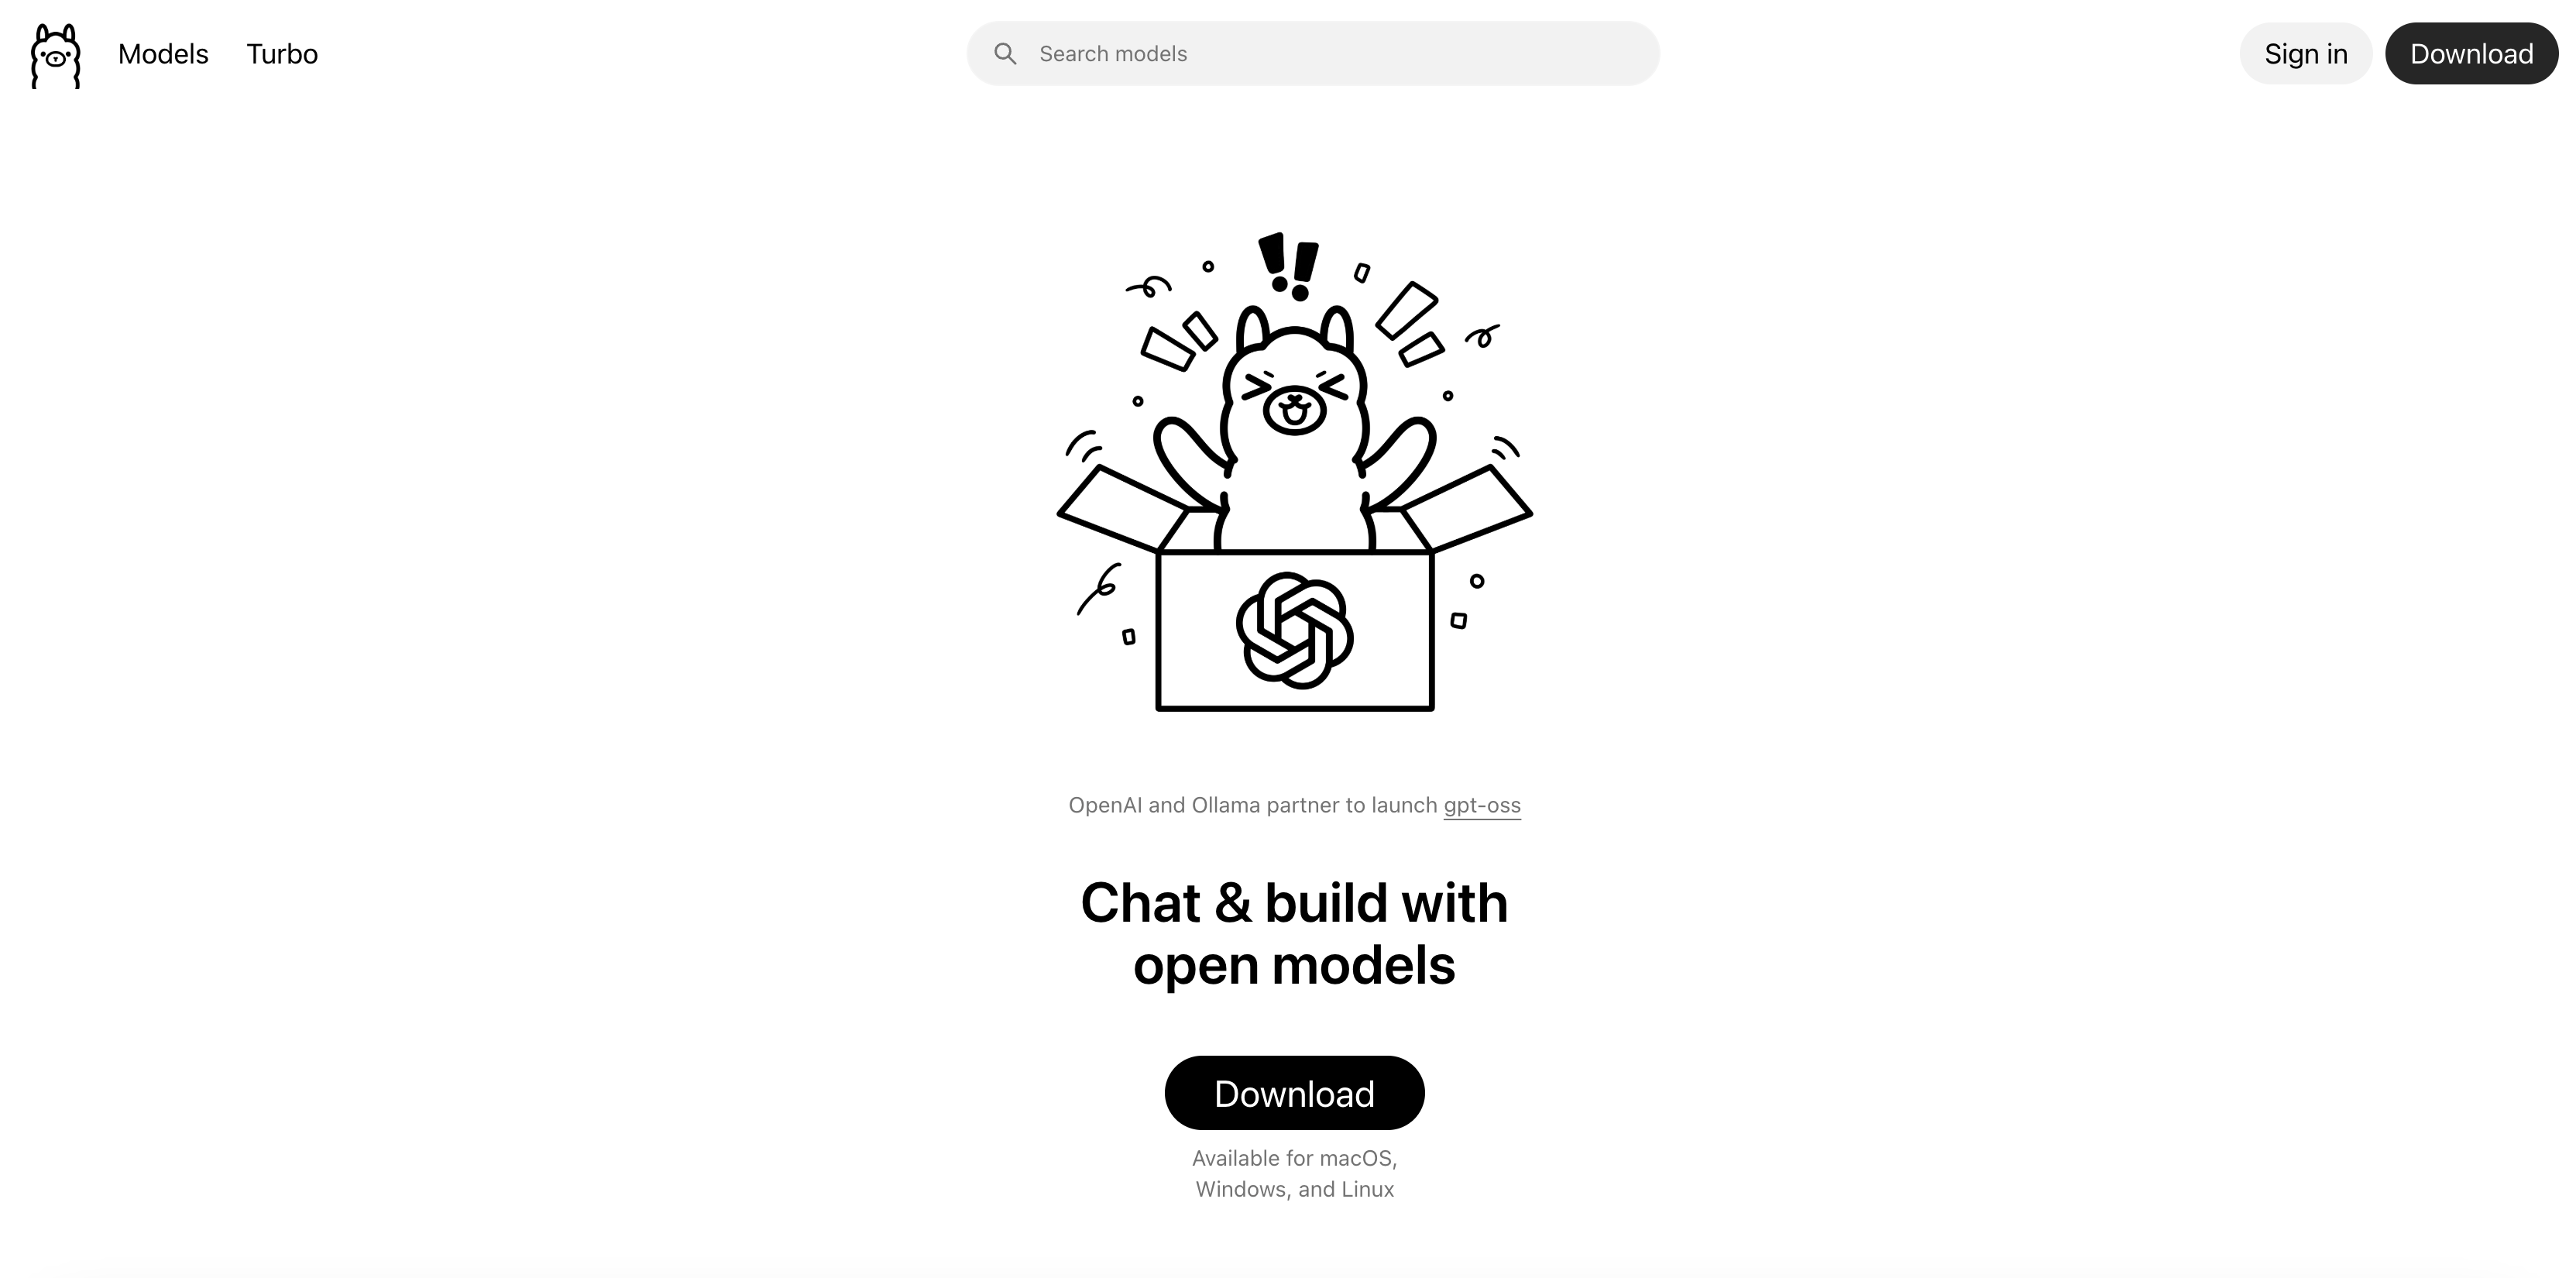 Models
Turbo
Search models
Sign in
Download
!!
OpenAI and Ollama partner to launch gpt-oss
Chat & build with
open models
Download
Available for macOS,
Windows, and Linux